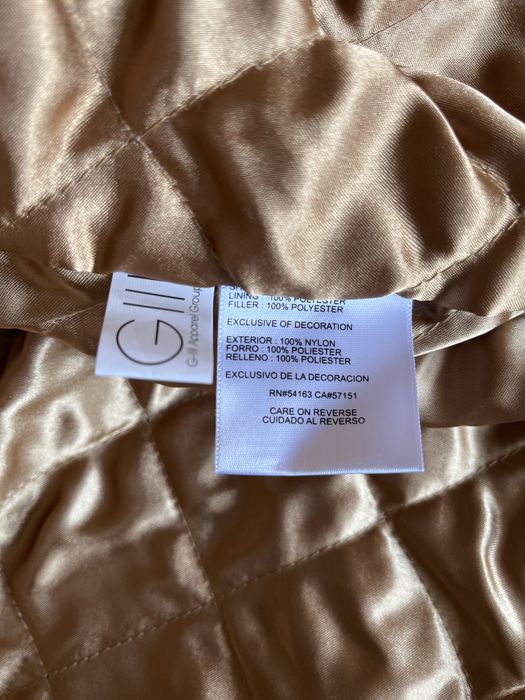 GIII
G-III Apparel Group
LINING : 100% POLYESTER
FILLER : 100% POLYESTER
EXCLUSIVE OF DECORATION
EXTERIOR : 100% NYLON
FORRO : 100% POLIESTER
RELLENO : 100% POLIESTER
EXCLUSIVO DE LA DECORACION
RN#54163 CA#57151
CARE ON REVERSE
CUIDADO AL REVERSO